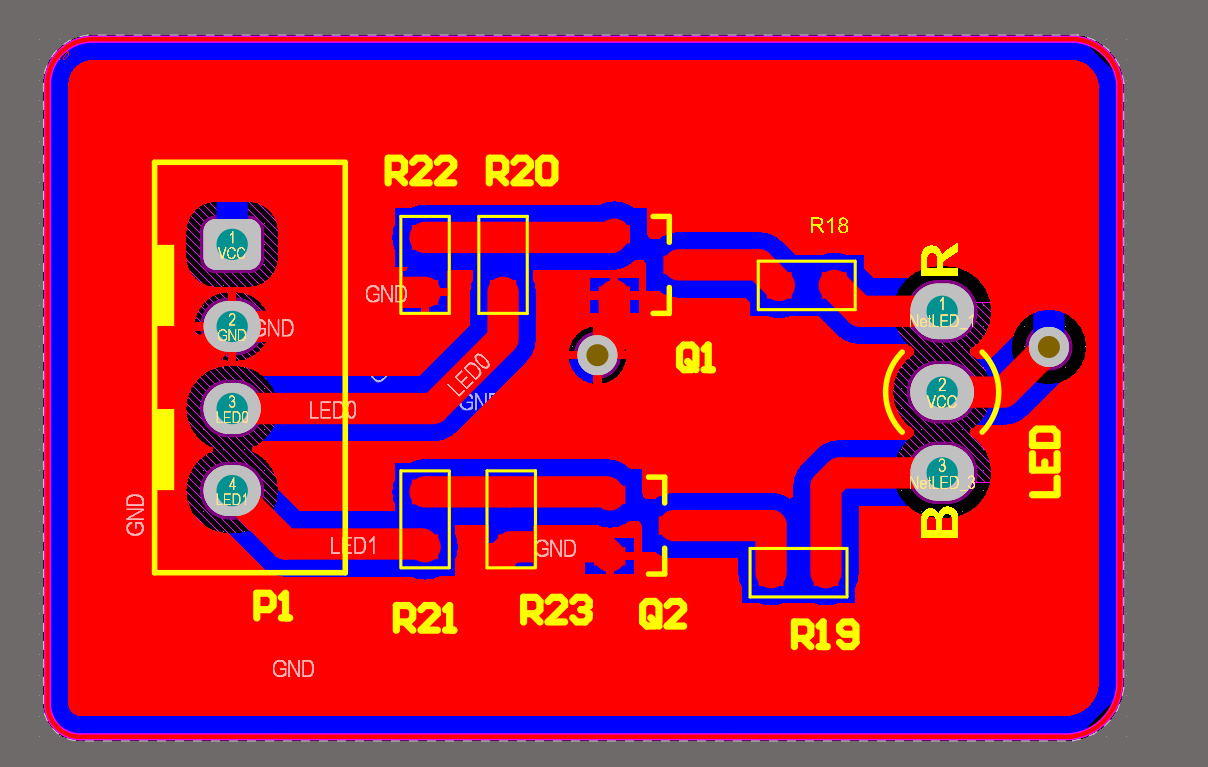 R22
R20
R18
R
1
VCC
GND
1
NetLED_1
2
GND
GND
Q1
LED0
2
VCC
3
LED0
LED0
LED
3
NetLED_3
4
LED1
GND
B
LED1
GND
P1
R21
R23
Q2
R19
GND